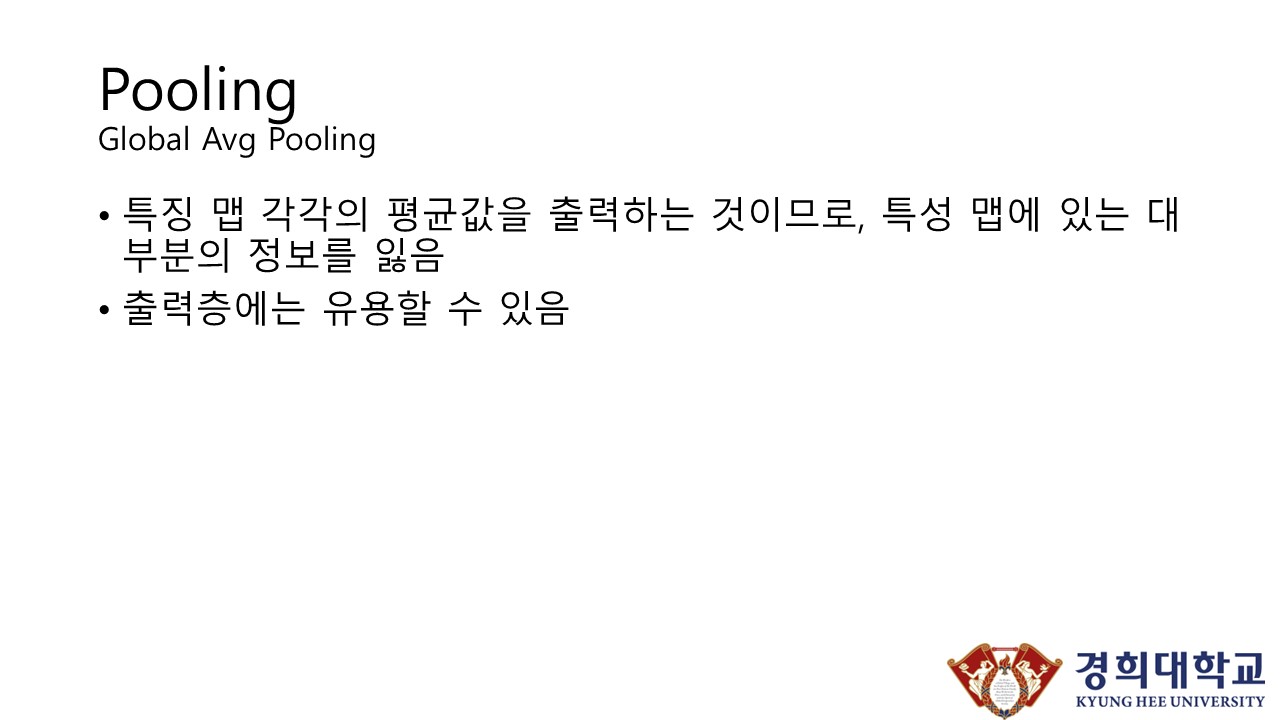 Pooling
Global Avg Pooling
• 특징 맵 각각의 평균값을 출력하는 것이므로, 특성 맵에 있는 대
부분의 정보를 잃음
• 출력층에는 유용할 수 있음
경희대학교
KYUNG HEE UNIVERSITY